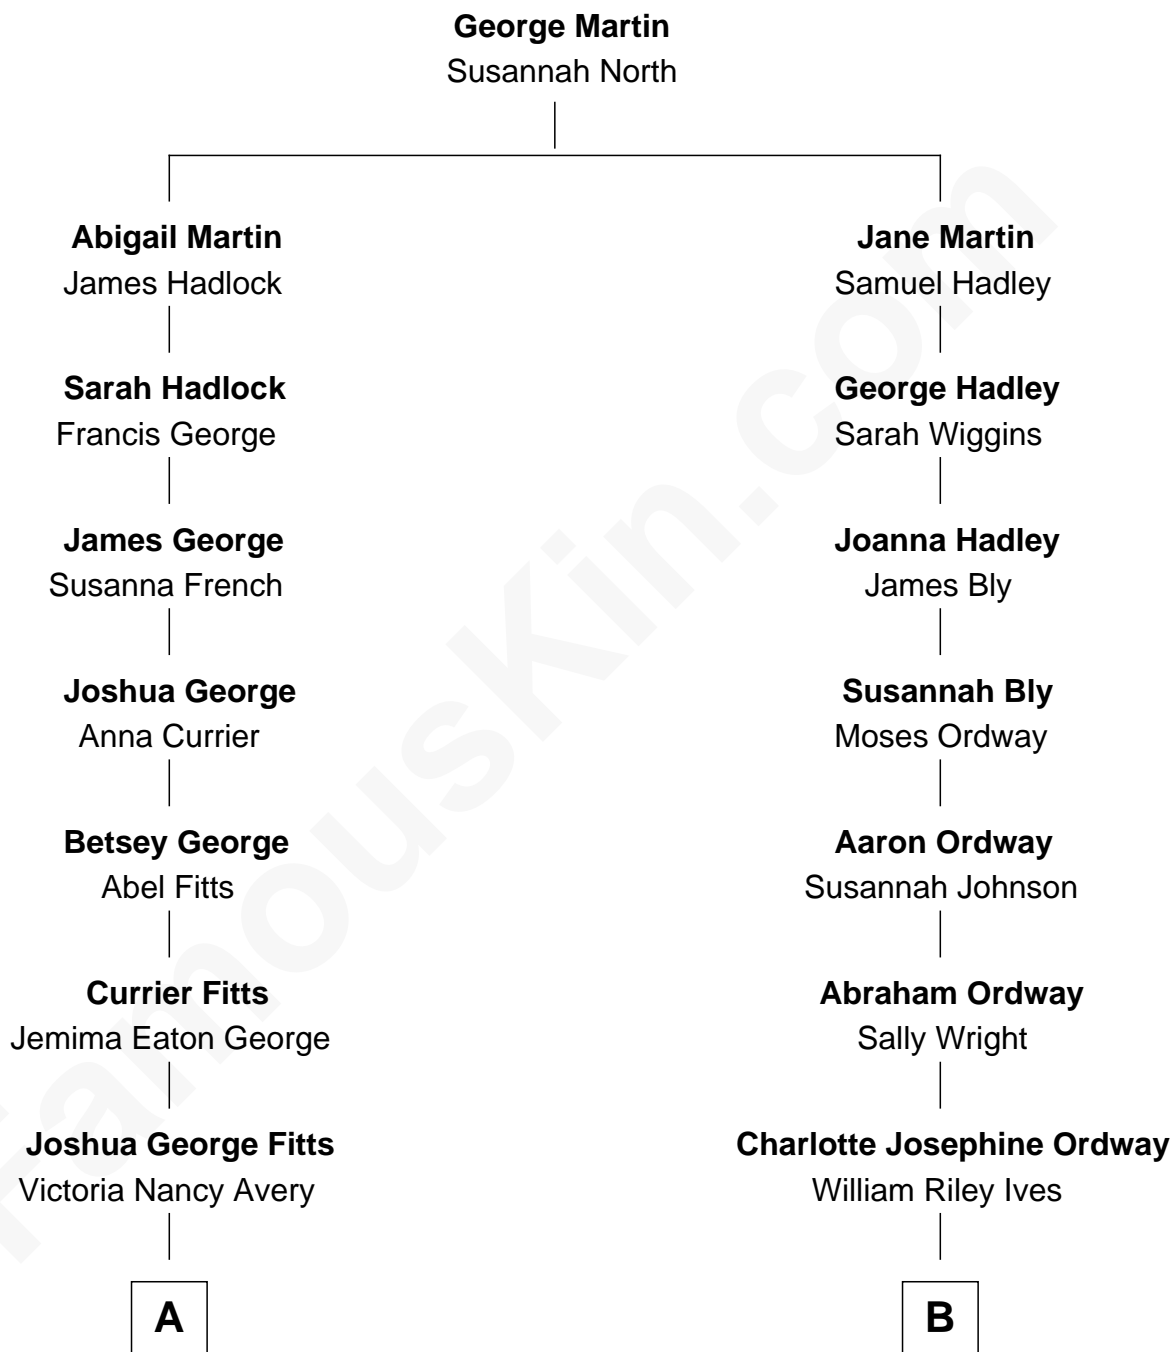 George Martin
Susannah North
Abigail Martin
James Hadlock
Jane Martin
Samuel Hadley
Sarah Hadlock
Francis George
George Hadley
Sarah Wiggins
James George
Susanna French
Joanna Hadley
James Bly
Joshua George
Anna Currier
Susannah Bly
Moses Ordway
Betsey George
Abel Fitts
Aaron Ordway
Susannah Johnson
Currier Fitts
Jemima Eaton George
Abraham Ordway
Sally Wright
Joshua George Fitts
Victoria Nancy Avery
Charlotte Josephine Ordway
William Riley Ives
A
B
FamousKin.com